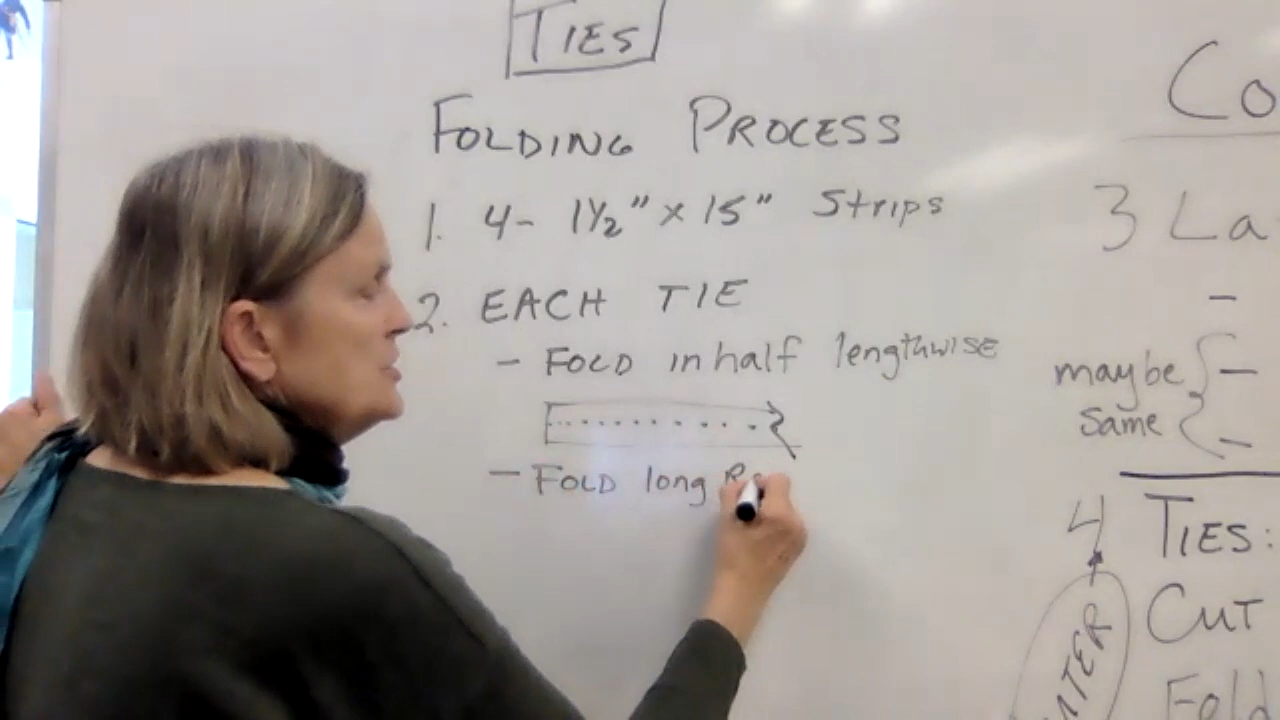 TIES
FOLDING PROCESS
1. 4- 1½" x 15" Strips
2. EACH TIE
- FOLD in half lengthwise
- FOLD long
Co
3 La
-
maybe -
same -
4 TIES:
CUT
Fold